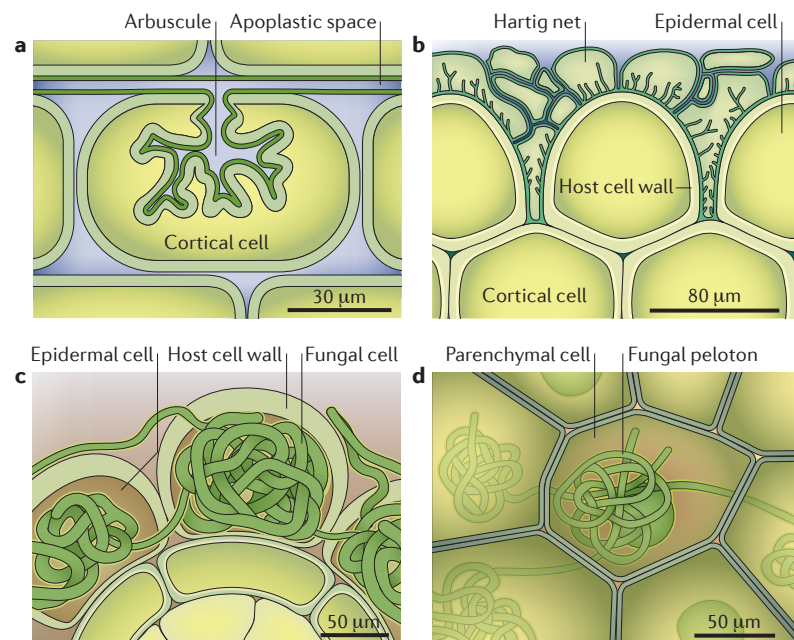 Arbuscule Apoplastic space
a
Cortical cell
30 µm
Hartig net Epidermal cell
b
Host cell wall
Cortical cell
80 µm
Epidermal cell Host cell wall Fungal cell
c
50 µm
Parenchymal cell Fungal peloton
d
50 µm